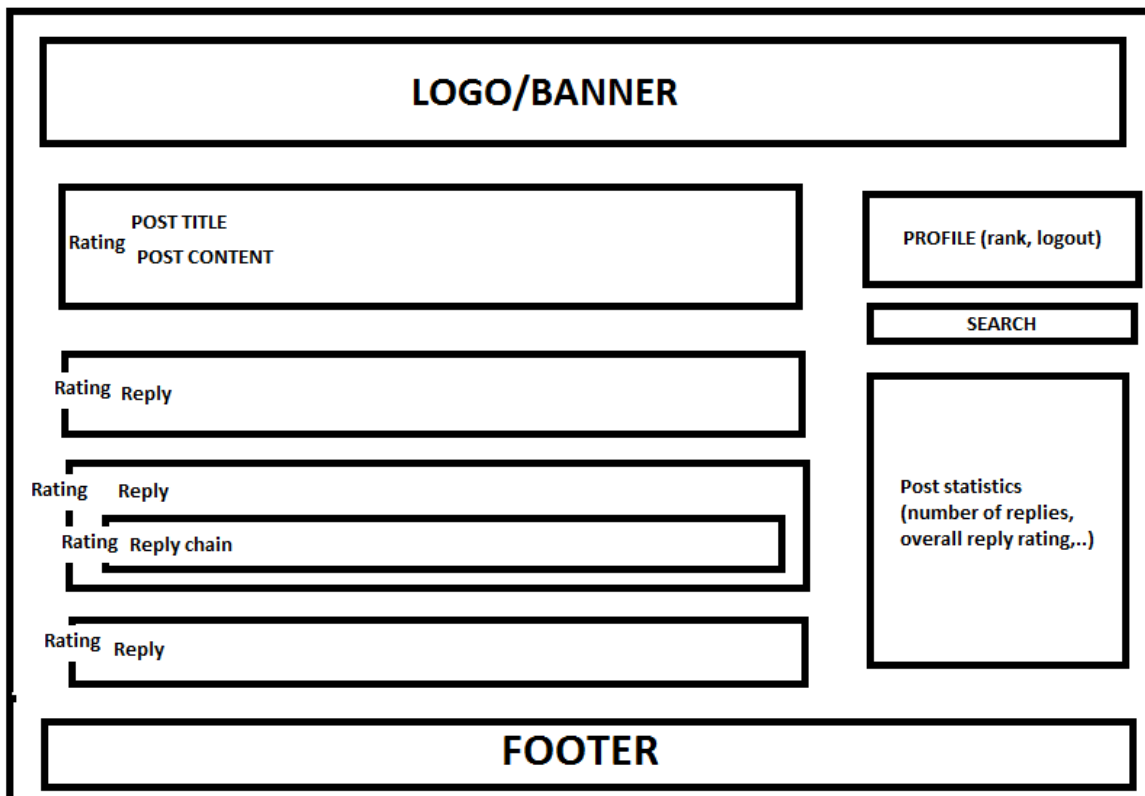 LOGO/BANNER
POST TITLE
Rating
POST CONTENT
PROFILE (rank, logout)
SEARCH
Rating Reply
Rating Reply
Rating Reply chain
Post statistics
(number of replies,
overall reply rating,..)
Rating Reply
FOOTER